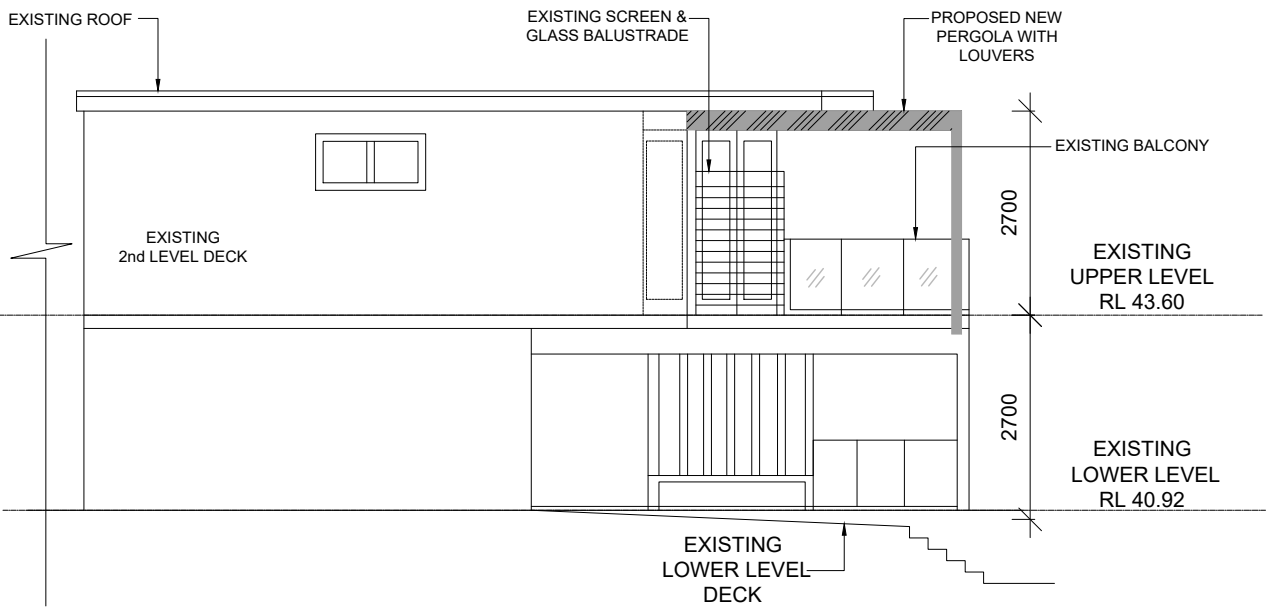 EXISTING ROOF
EXISTING SCREEN &
GLASS BALUSTRADE
PROPOSED NEW
PERGOLA WITH
LOUVERS
EXISTING BALCONY
2700
EXISTING
2nd LEVEL DECK
EXISTING
UPPER LEVEL
RL 43.60
2700
EXISTING
LOWER LEVEL
RL 40.92
EXISTING
LOWER LEVEL
DECK